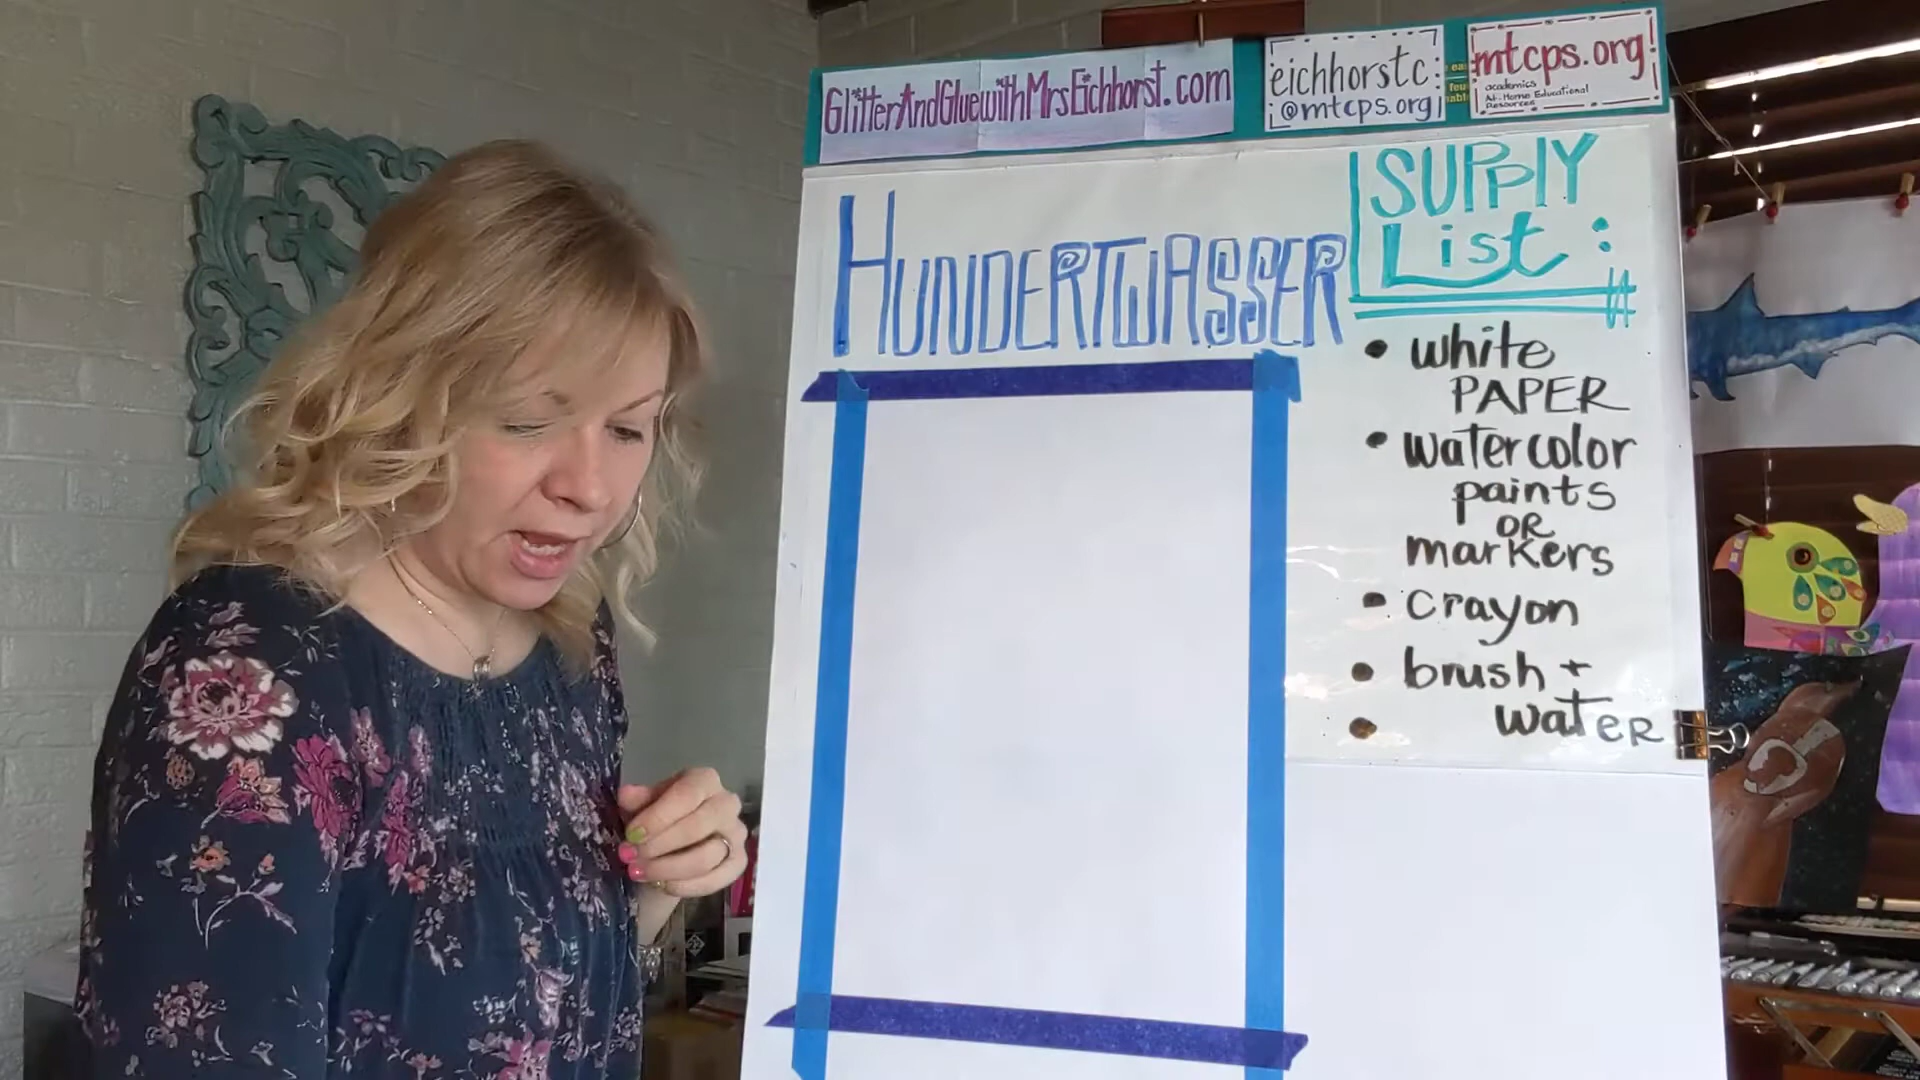 GlitterAndGluewithMrsEichhorst.com
eichhorstc
@mtcps.org
mtcps.org
academics
At-Home Educational
Resources
HUNDERTWASSER
SUPPLY
List:
• white
PAPER
• watercolor
paints
OR
markers
• crayon
• brush +
• water